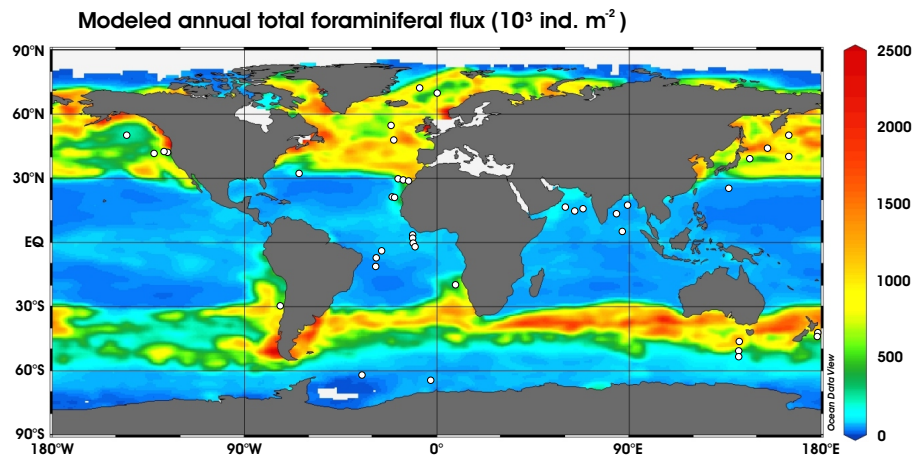 Modeled annual total foraminiferal flux (10³ ind. m⁻²)
90°N
60°N
30°N
EQ
30°S
60°S
90°S
180°W
90°W
0°
90°E
180°E
Ocean Data View
2500
2000
1500
1000
500
0